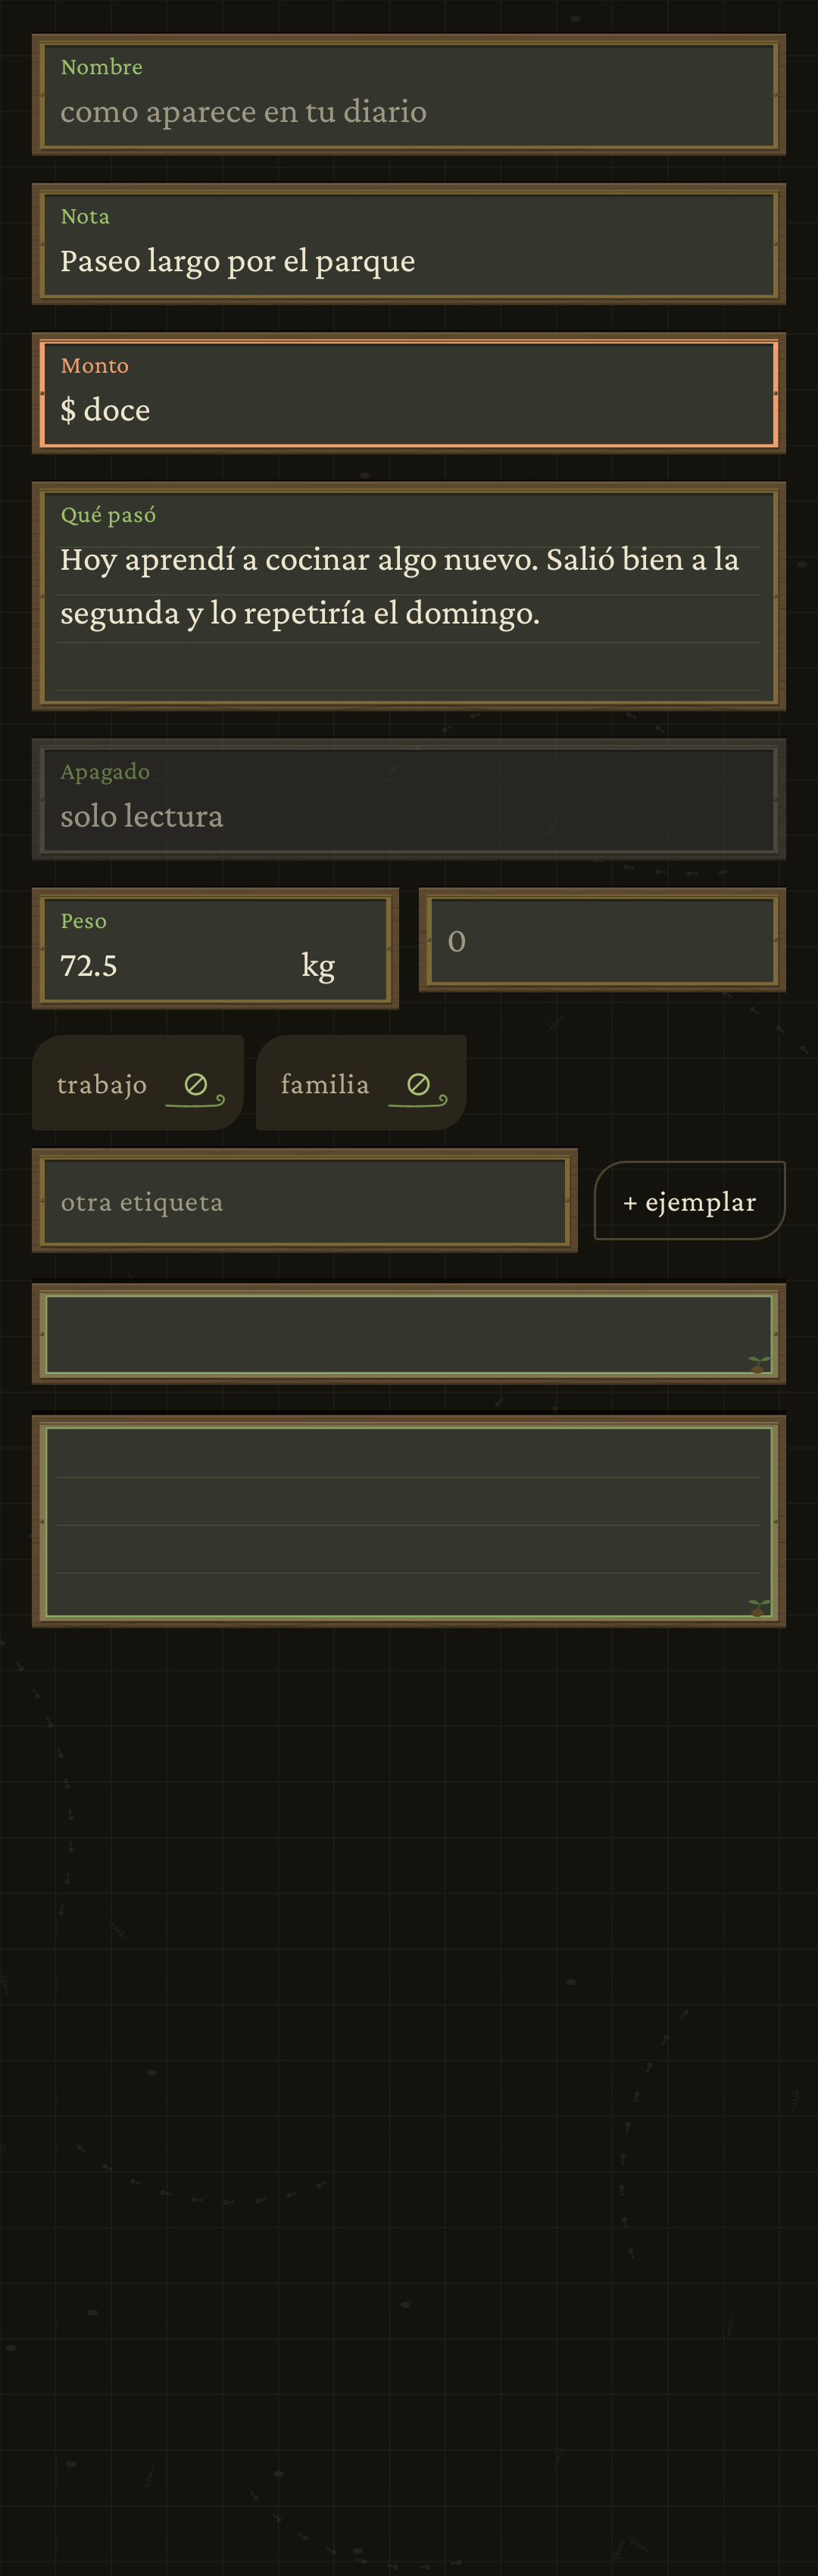 Nombre
como aparece en tu diario
Nota
Paseo largo por el parque
Monto
$ doce
Qué pasó
Hoy aprendí a cocinar algo nuevo. Salió bien a la
segunda y lo repetiría el domingo.
Apagado
solo lectura
Peso
72.5 kg
0
trabajo
familia
otra etiqueta
+ ejemplar